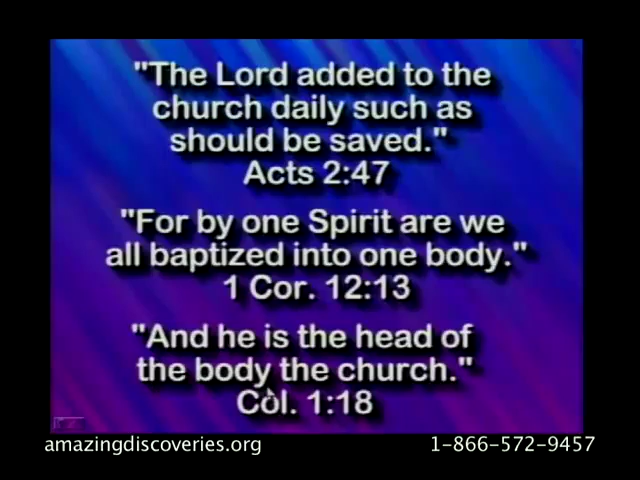 "The Lord added to the
church daily such as
should be saved."
Acts 2:47
"For by one Spirit are we
all baptized into one body."
1 Cor. 12:13
"And he is the head of
the body the church."
Col. 1:18
amazingdiscoveries.org
1-866-572-9457